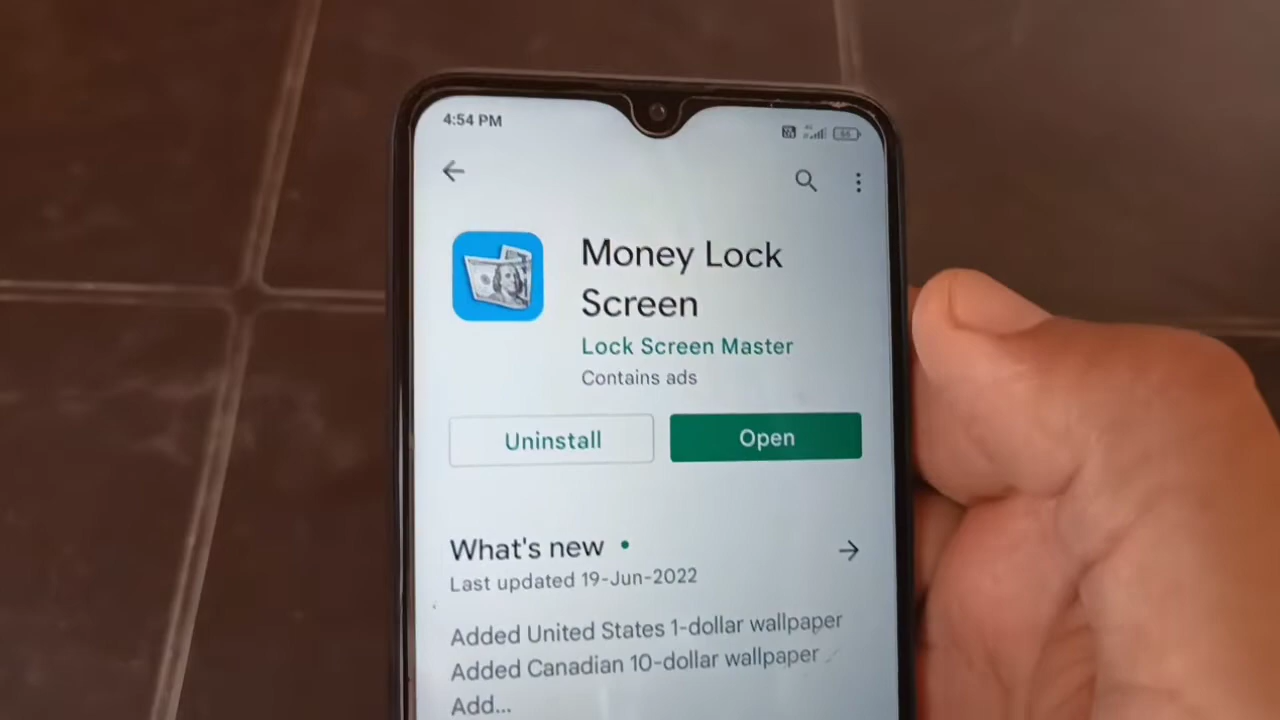 4:54 PM
Money Lock
Screen
Lock Screen Master
Contains ads
Uninstall
Open
What's new
Last updated 19-Jun-2022
Added United States 1-dollar wallpaper
Added Canadian 10-dollar wallpaper
Add...